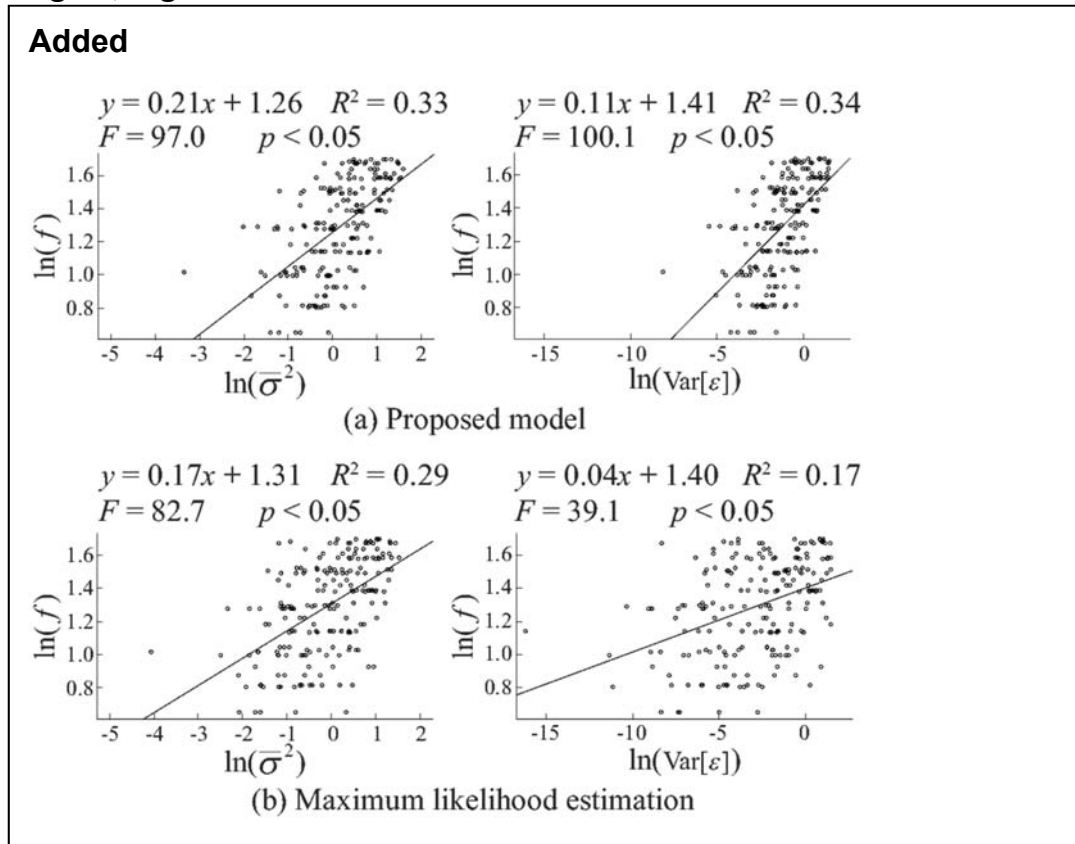 Added
y = 0.21x + 1.26 R² = 0.33
F = 97.0 p < 0.05
ln(f)
1.6
1.4
1.2
1.0
0.8
-5 -4 -3 -2 -1 0 1 2
ln(σ̅²)
y = 0.11x + 1.41 R² = 0.34
F = 100.1 p < 0.05
ln(f)
1.6
1.4
1.2
1.0
0.8
-15 -10 -5 0
ln(Var[ε])
(a) Proposed model
y = 0.17x + 1.31 R² = 0.29
F = 82.7 p < 0.05
ln(f)
1.6
1.4
1.2
1.0
0.8
-5 -4 -3 -2 -1 0 1 2
ln(σ̅²)
y = 0.04x + 1.40 R² = 0.17
F = 39.1 p < 0.05
ln(f)
1.6
1.4
1.2
1.0
0.8
-15 -10 -5 0
ln(Var[ε])
(b) Maximum likelihood estimation